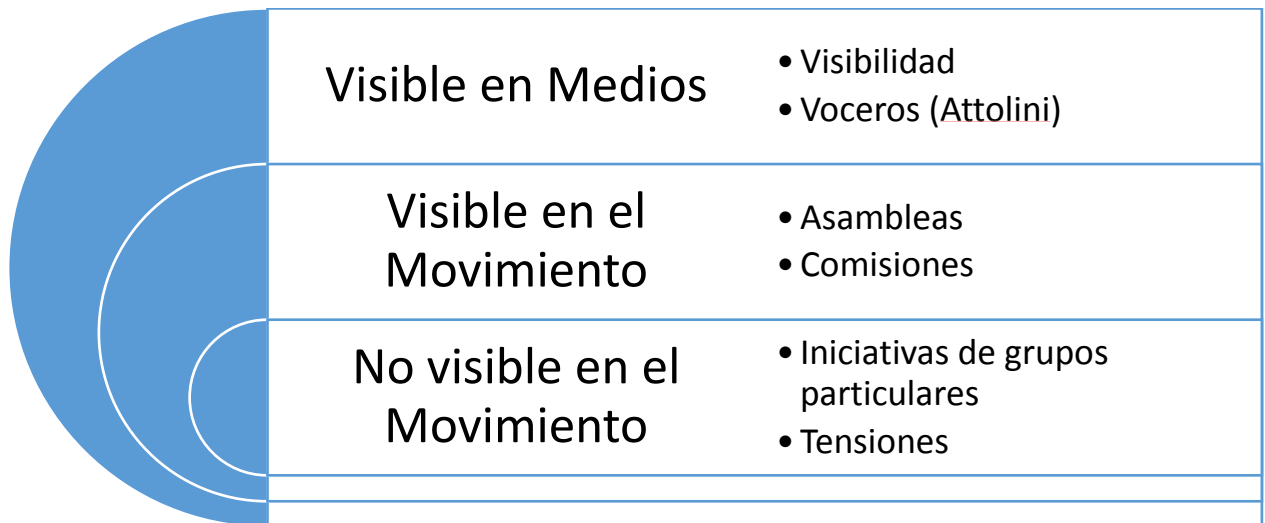 Visible en Medios
• Visibilidad
• Voceros (Attolini)
Visible en el
Movimiento
• Asambleas
• Comisiones
No visible en el
Movimiento
• Iniciativas de grupos
particulares
• Tensiones